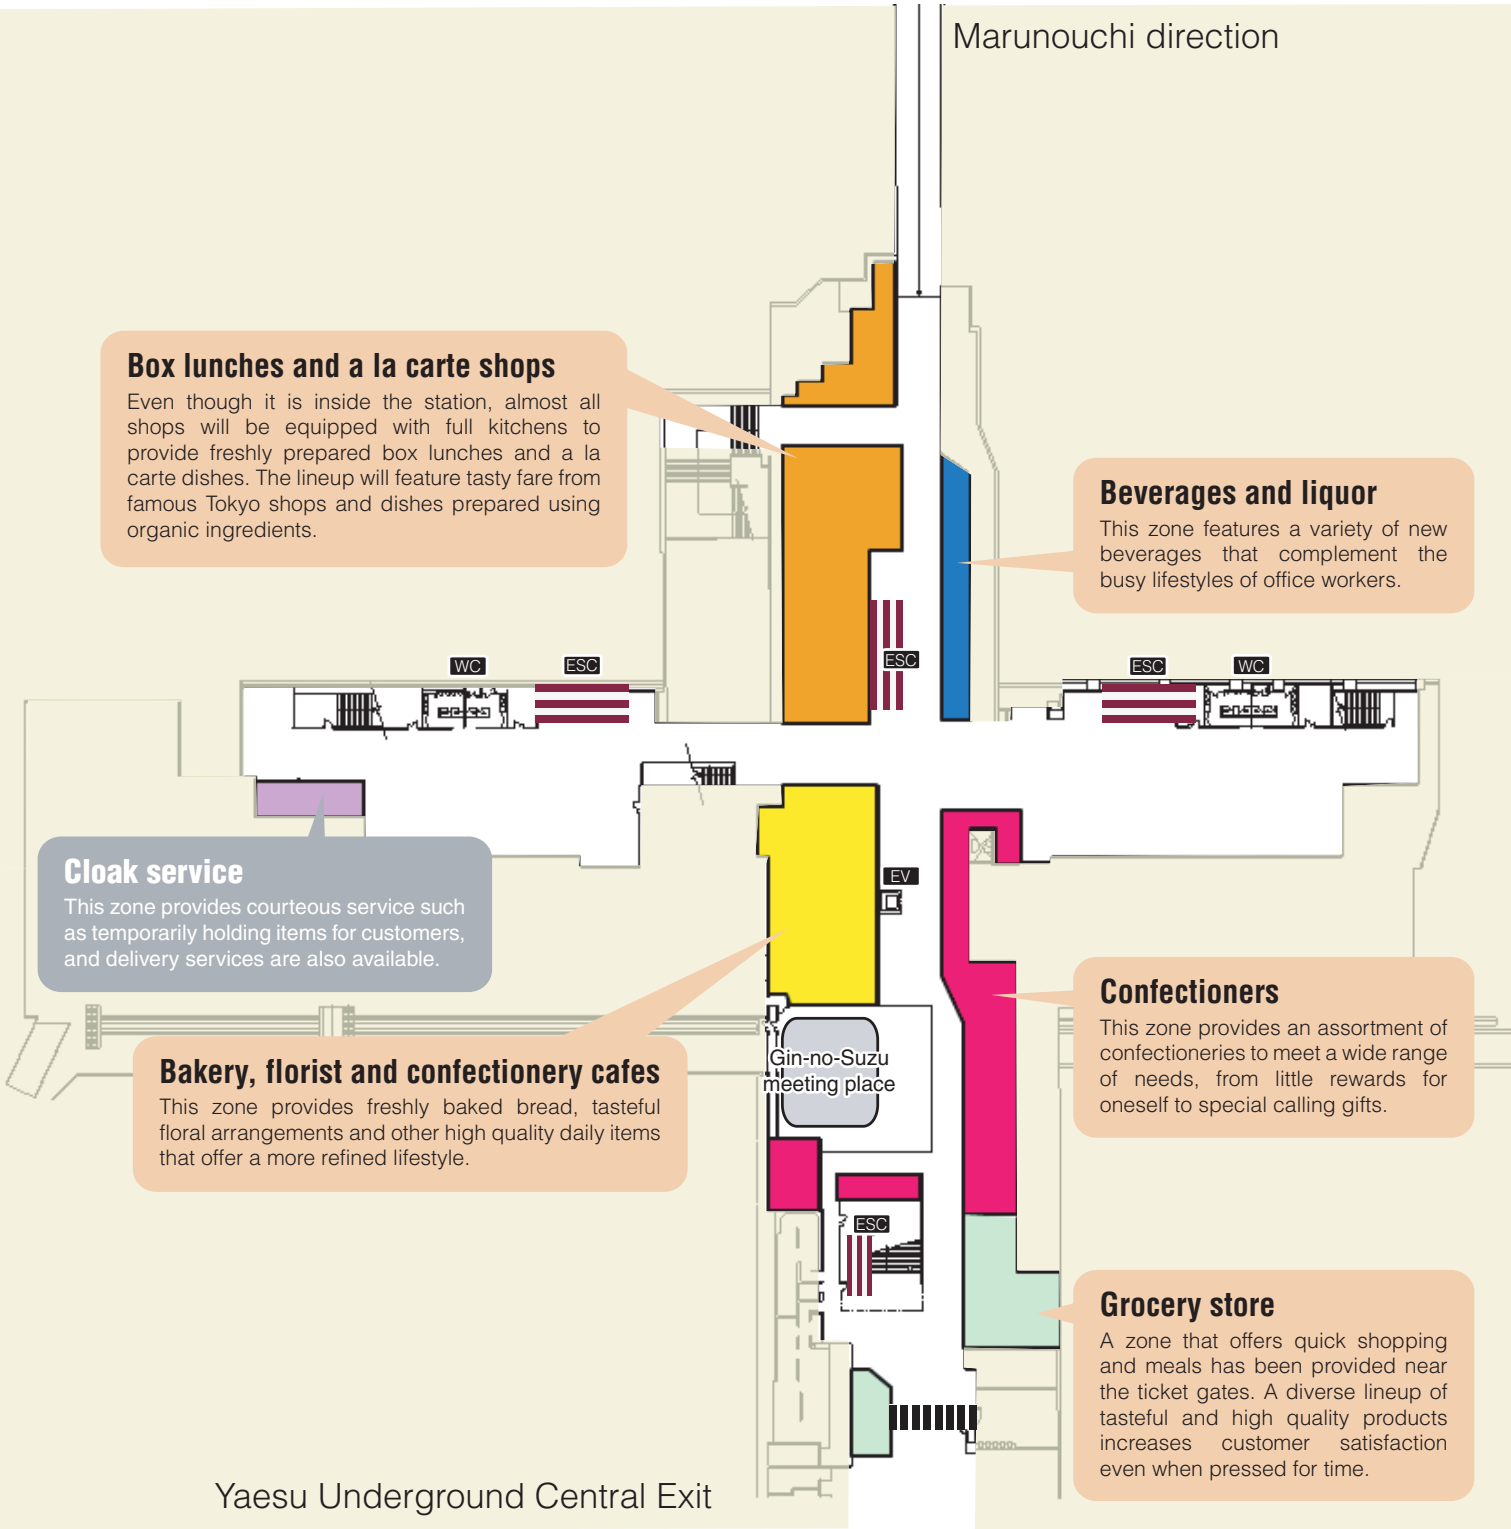 Marunouchi direction
Box lunches and a la carte shops
Even though it is inside the station, almost all
shops will be equipped with full kitchens to
provide freshly prepared box lunches and a la
carte dishes. The lineup will feature tasty fare from
famous Tokyo shops and dishes prepared using
organic ingredients.
Beverages and liquor
This zone features a variety of new
beverages that complement the
busy lifestyles of office workers.
WC
ESC
ESC
ESC
WC
Cloak service
This zone provides courteous service such
as temporarily holding items for customers,
and delivery services are also available.
EV
Confectioners
This zone provides an assortment of
confectioneries to meet a wide range
of needs, from little rewards for
oneself to special calling gifts.
Bakery, florist and confectionery cafes
This zone provides freshly baked bread, tasteful
floral arrangements and other high quality daily items
that offer a more refined lifestyle.
Gin-no-Suzu
meeting place
ESC
Grocery store
A zone that offers quick shopping
and meals has been provided near
the ticket gates. A diverse lineup of
tasteful and high quality products
increases customer satisfaction
even when pressed for time.
Yaesu Underground Central Exit